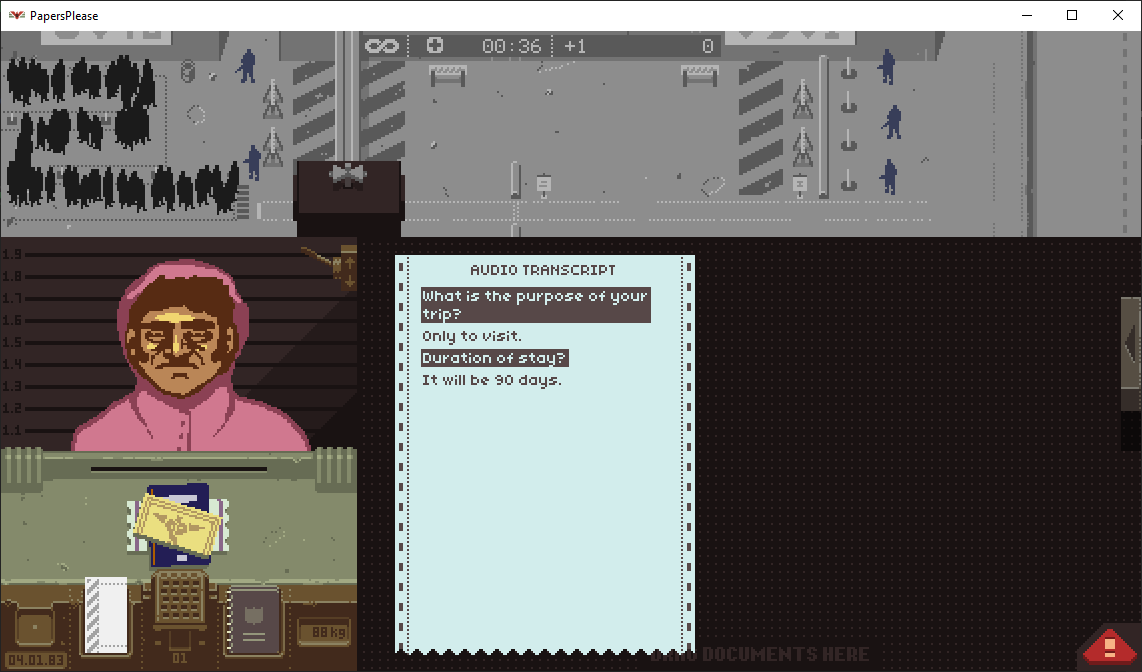 PapersPlease
00:36 +1 0
1.9
1.8
1.7
1.6
1.5
1.4
1.3
1.2
1.1
AUDIO TRANSCRIPT
What is the purpose of your
trip?
Only to visit.
Duration of stay?
It will be 90 days.
04.01.83
01
88kg
DOCUMENTS HERE